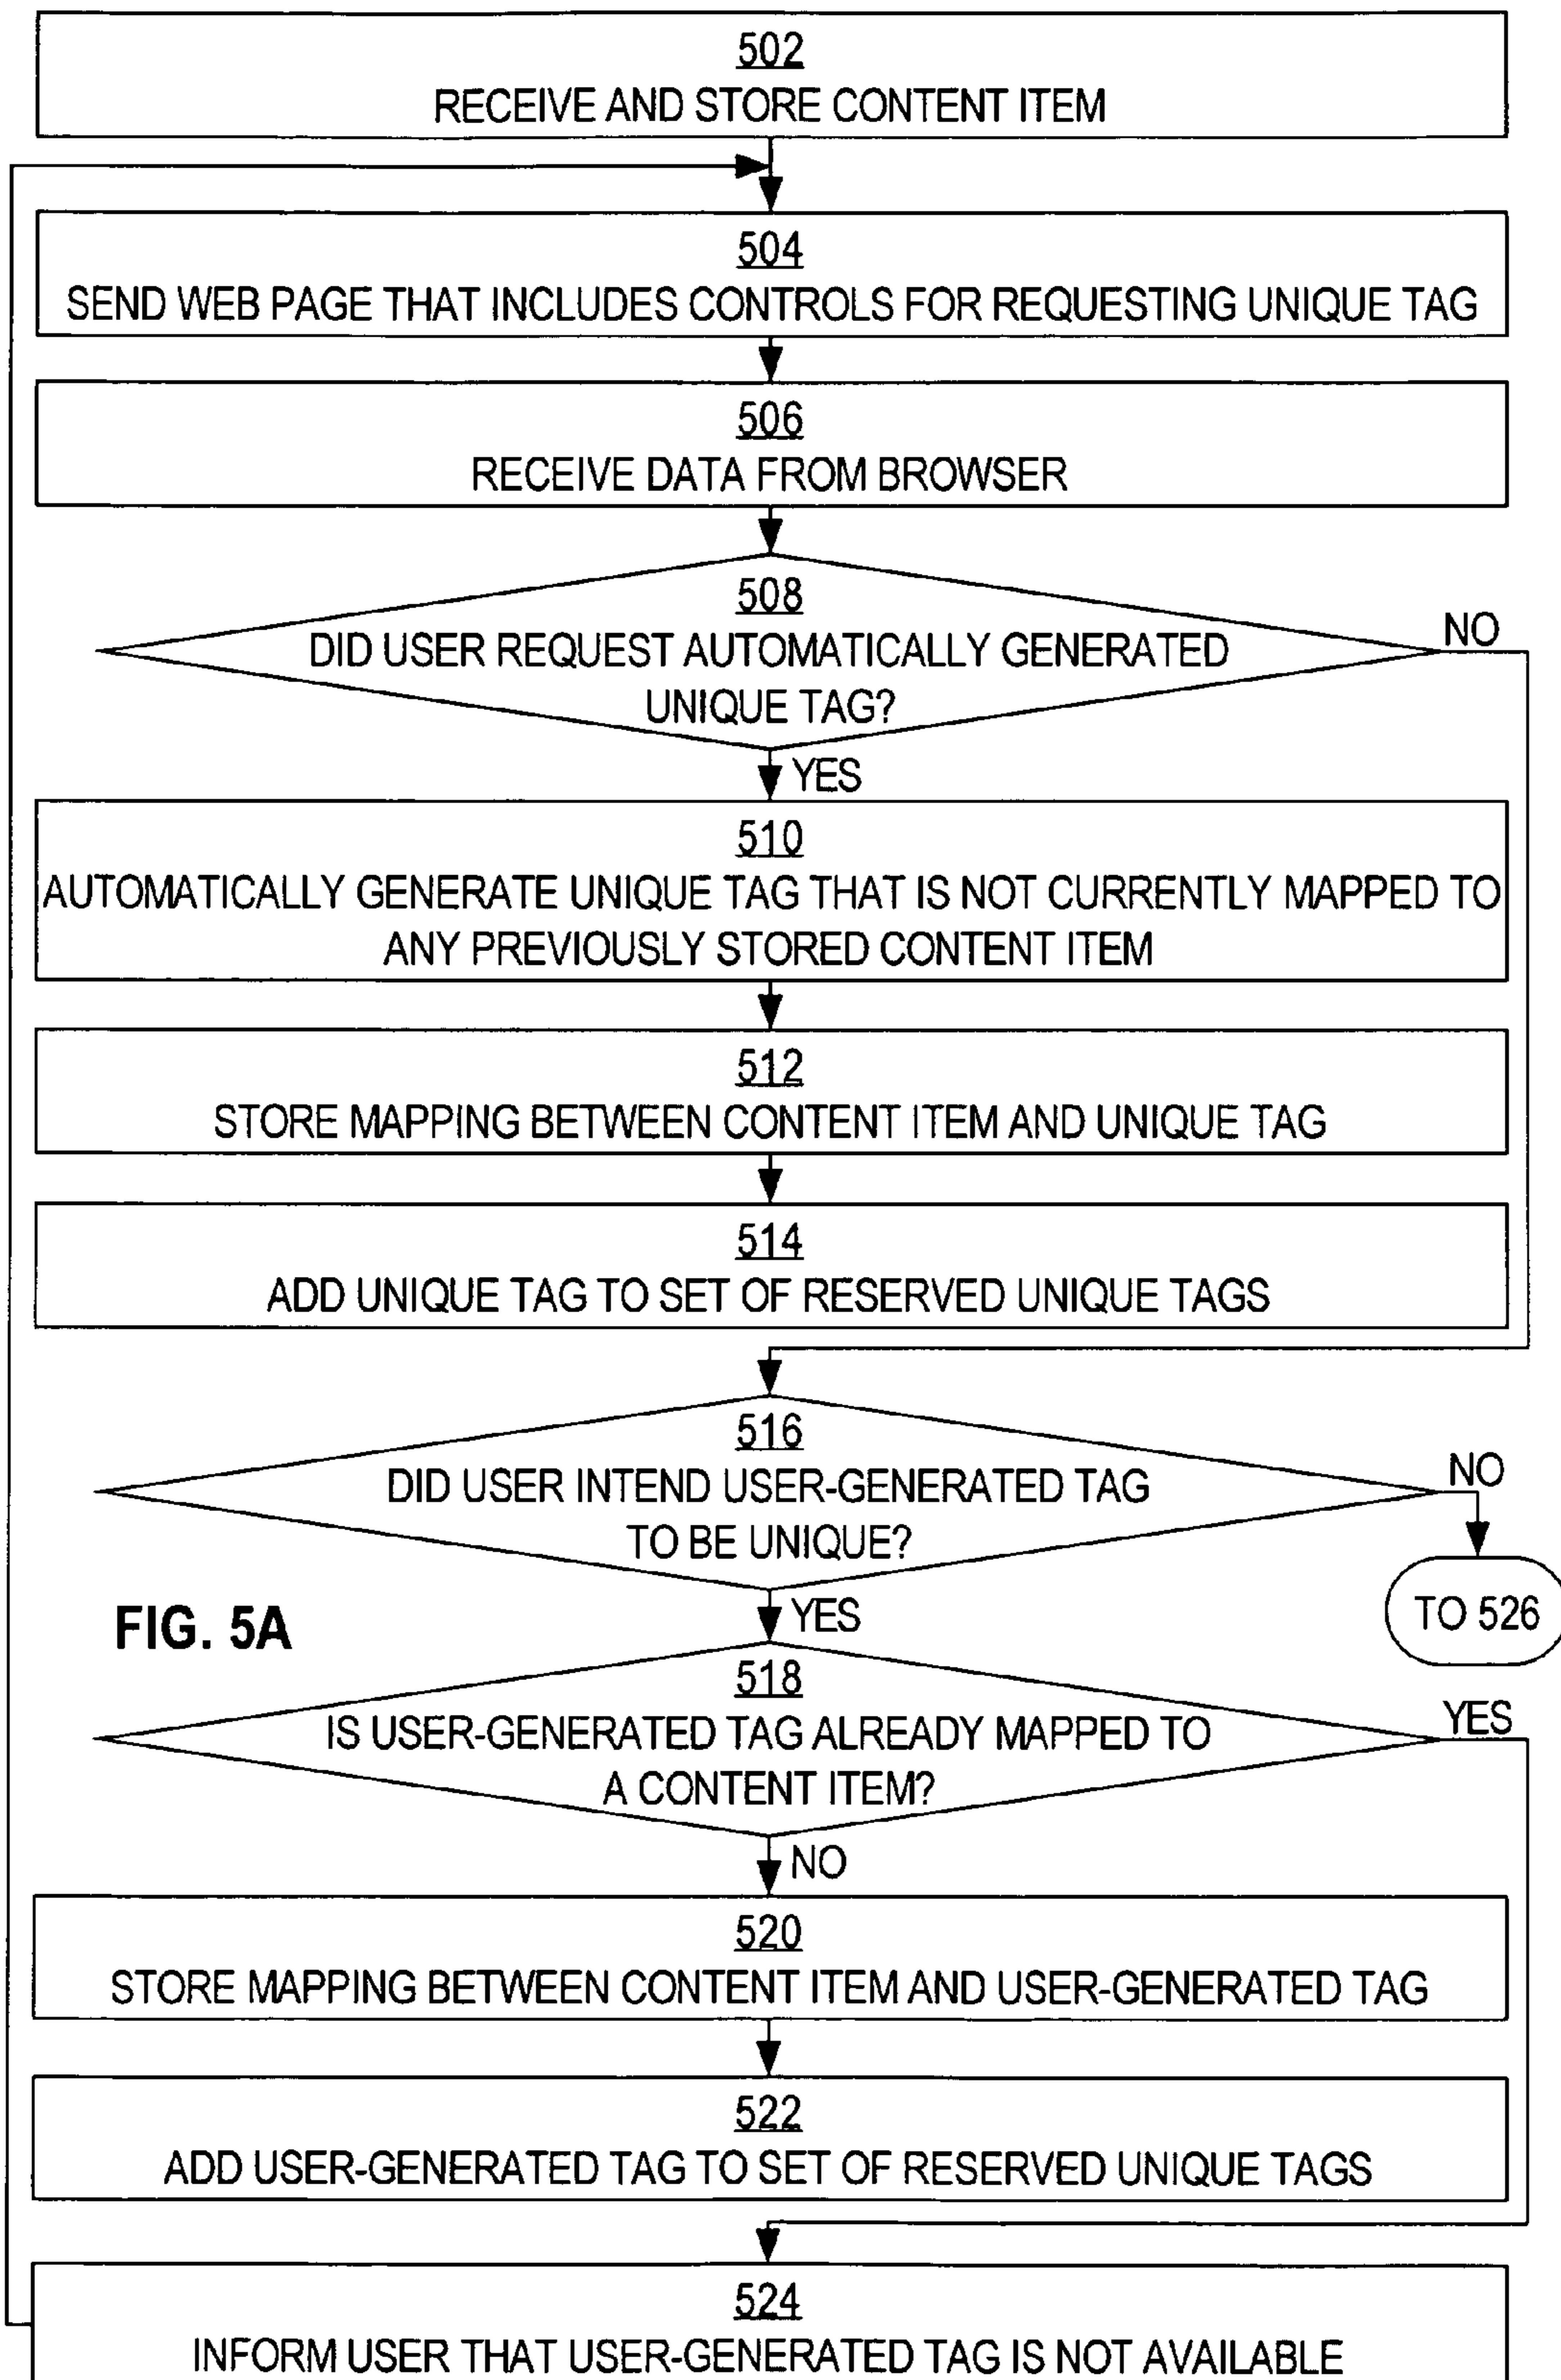 502
RECEIVE AND STORE CONTENT ITEM
504
SEND WEB PAGE THAT INCLUDES CONTROLS FOR REQUESTING UNIQUE TAG
506
RECEIVE DATA FROM BROWSER
508
DID USER REQUEST AUTOMATICALLY GENERATED
UNIQUE TAG?
NO
YES
510
AUTOMATICALLY GENERATE UNIQUE TAG THAT IS NOT CURRENTLY MAPPED TO
ANY PREVIOUSLY STORED CONTENT ITEM
512
STORE MAPPING BETWEEN CONTENT ITEM AND UNIQUE TAG
514
ADD UNIQUE TAG TO SET OF RESERVED UNIQUE TAGS
516
DID USER INTEND USER-GENERATED TAG
TO BE UNIQUE?
NO
TO 526
YES
FIG. 5A
518
IS USER-GENERATED TAG ALREADY MAPPED TO
A CONTENT ITEM?
YES
NO
520
STORE MAPPING BETWEEN CONTENT ITEM AND USER-GENERATED TAG
522
ADD USER-GENERATED TAG TO SET OF RESERVED UNIQUE TAGS
524
INFORM USER THAT USER-GENERATED TAG IS NOT AVAILABLE